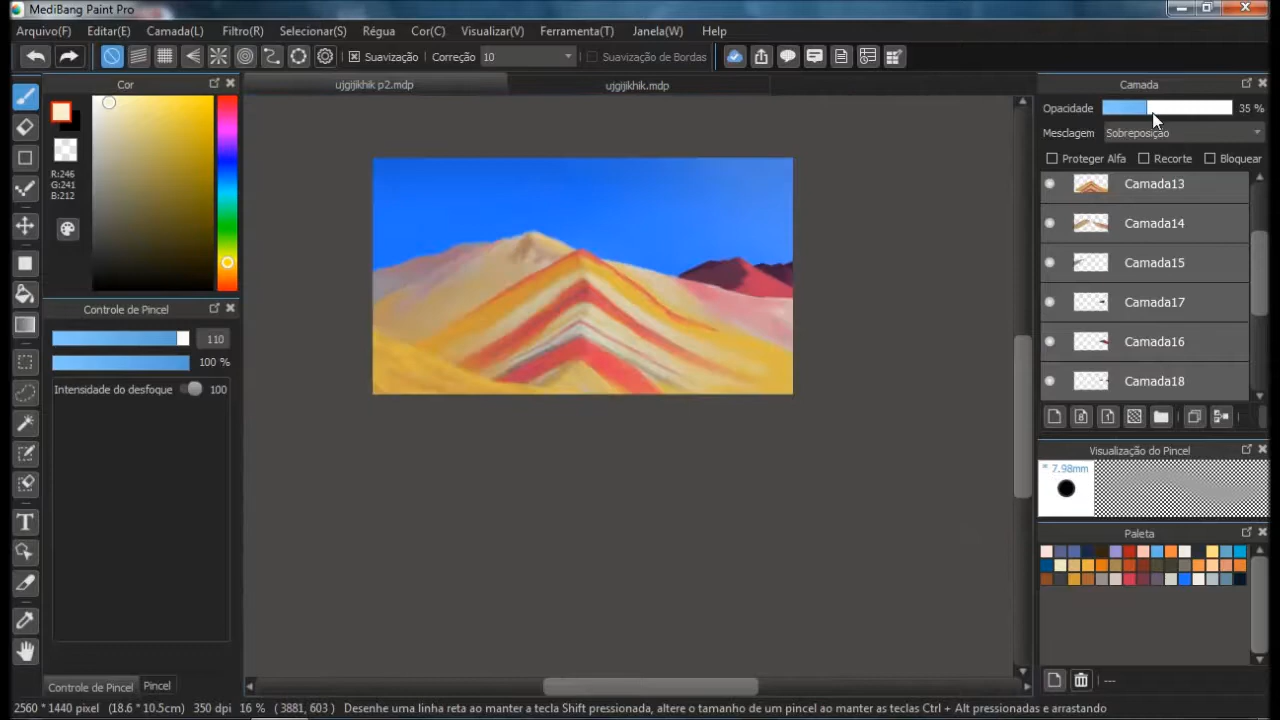 MediBang Paint Pro
Arquivo(F) Editar(E) Camada(L) Filtro(R) Selecionar(S) Régua Cor(C) Visualizar(V) Ferramenta(T) Janela(W) Help
Suavização Correção 10 Suavização de Bordas
Cor
ujgijikhik p2.mdp
ujgijikhik.mdp
Camada
Opacidade 35 %
Mesclagem Sobreposição
Proteger Alfa Recorte Bloquear
R:246
G:241
B:212
Camada13
Camada14
Camada15
Camada17
Camada16
Camada18
Controle de Pincel
110
100 %
Intensidade do desfoque 100
8
1
Visualização do Pincel
* 7.98mm
Paleta
T
---
Controle de Pincel Pincel
2560 * 1440 pixel (18.6 * 10.5cm) 350 dpi 16 % ( 3881, 603 ) Desenhe uma linha reta ao manter a tecla Shift pressionada, altere o tamanho de um pincel ao manter as teclas Ctrl + Alt pressionadas e arrastando